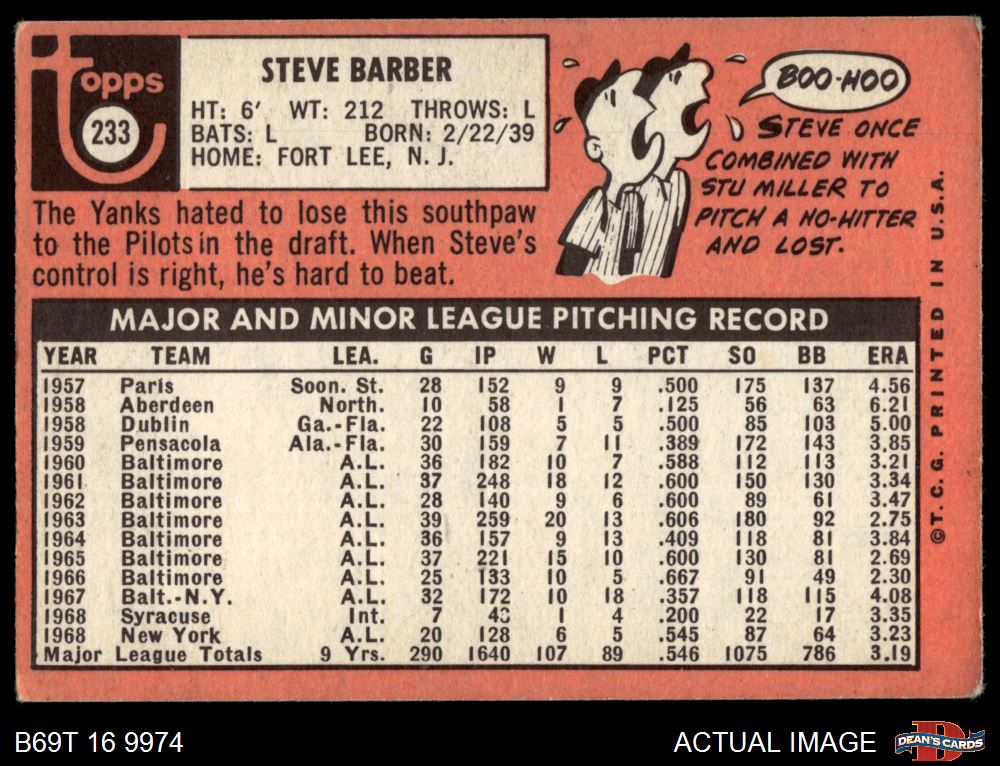 topps
233
STEVE BARBER
HT: 6' WT: 212 THROWS: L
BATS: L BORN: 2/22/39
HOME: FORT LEE, N. J.
BOO-HOO
STEVE ONCE
COMBINED WITH
STU MILLER TO
PITCH A NO-HITTER
AND LOST.
The Yanks hated to lose this southpaw
to the Pilots in the draft. When Steve's
control is right, he's hard to beat.
MAJOR AND MINOR LEAGUE PITCHING RECORD
YEAR TEAM LEA. G IP W L PCT SO BB ERA
1957 Paris Soon. St. 28 152 9 9 .500 175 137 4.56
1958 Aberdeen North. 10 58 1 7 .125 56 63 6.21
1958 Dublin Ga.-Fla. 22 108 5 5 .500 85 103 5.00
1959 Pensacola Ala.-Fla. 30 159 7 11 .389 172 143 3.85
1960 Baltimore A.L. 36 182 10 7 .588 112 113 3.21
1961 Baltimore A.L. 37 248 18 12 .600 150 130 3.34
1962 Baltimore A.L. 28 140 9 6 .600 89 61 3.47
1963 Baltimore A.L. 39 259 20 13 .606 180 92 2.75
1964 Baltimore A.L. 36 157 9 13 .409 118 81 3.84
1965 Baltimore A.L. 37 221 15 10 .600 130 81 2.69
1966 Baltimore A.L. 25 133 10 5 .667 91 49 2.30
1967 Balt.-N.Y. A.L. 32 172 10 18 .357 118 115 4.08
1968 Syracuse Int. 7 1 4 .200 22 17 3.35
1968 New York A.L. 20 128 6 5 .545 87 64 3.23
Major League Totals 9 Yrs. 290 1640 107 89 .546 1075 786 3.19
©T.C.G. PRINTED IN U.S.A.
B69T 16 9974
ACTUAL IMAGE
DEAN'S CARDS